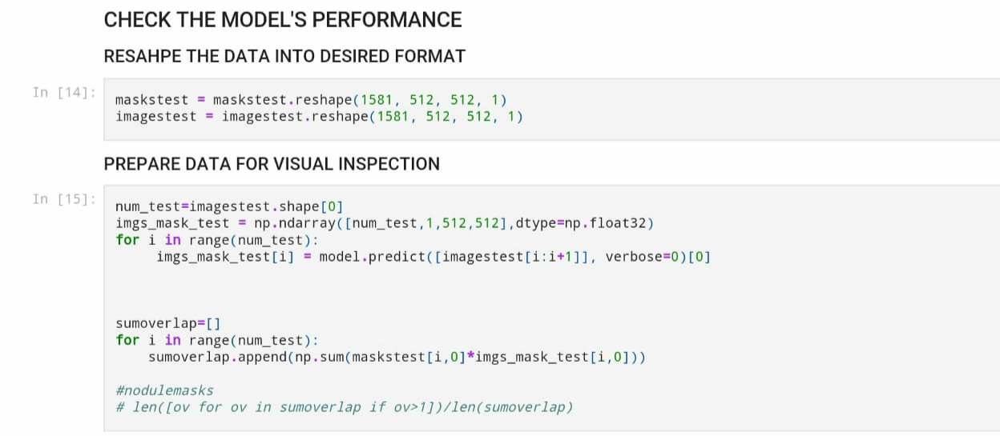 CHECK THE MODEL'S PERFORMANCE
RESAHPE THE DATA INTO DESIRED FORMAT
In [14]:
maskstest = maskstest.reshape(1581, 512, 512, 1)
imagestest = imagestest.reshape(1581, 512, 512, 1)
PREPARE DATA FOR VISUAL INSPECTION
In [15]:
num_test=imagestest.shape[0]
imgs_mask_test = np.ndarray([num_test,1,512,512],dtype=np.float32)
for i in range(num_test):
     imgs_mask_test[i] = model.predict([imagestest[i:i+1]], verbose=0)[0]
sumoverlap=[]
for i in range(num_test):
    sumoverlap.append(np.sum(maskstest[i,0]*imgs_mask_test[i,0]))
#nodulemasks
# len([ov for ov in sumoverlap if ov>1])/len(sumoverlap)